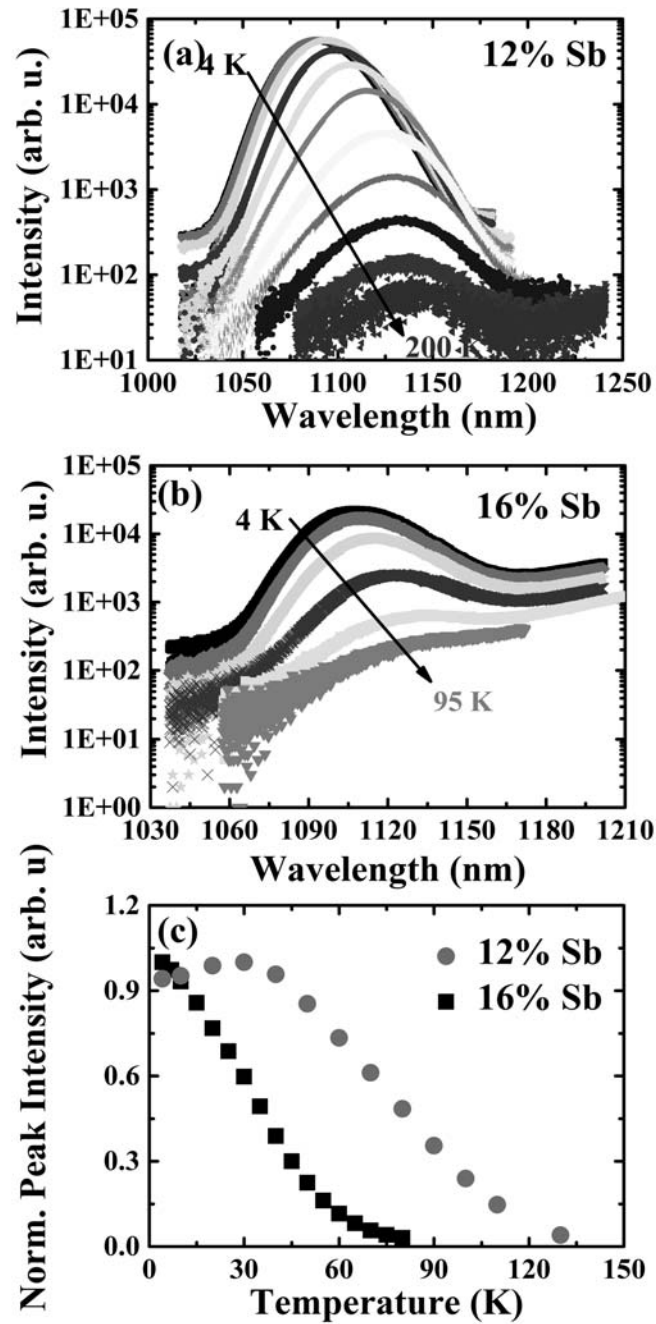 (a)
4 K
12% Sb
200 K
1E+05
1E+04
1E+03
1E+02
1E+01
Intensity (arb. u.)
1000 1050 1100 1150 1200 1250
Wavelength (nm)
(b)
4 K
16% Sb
95 K
1E+05
1E+04
1E+03
1E+02
1E+01
1E+00
Intensity (arb. u.)
1030 1060 1090 1120 1150 1180 1210
Wavelength (nm)
(c)
12% Sb
16% Sb
1.2
0.9
0.6
0.3
0.0
Norm. Peak Intensity (arb. u)
0 30 60 90 120 150
Temperature (K)